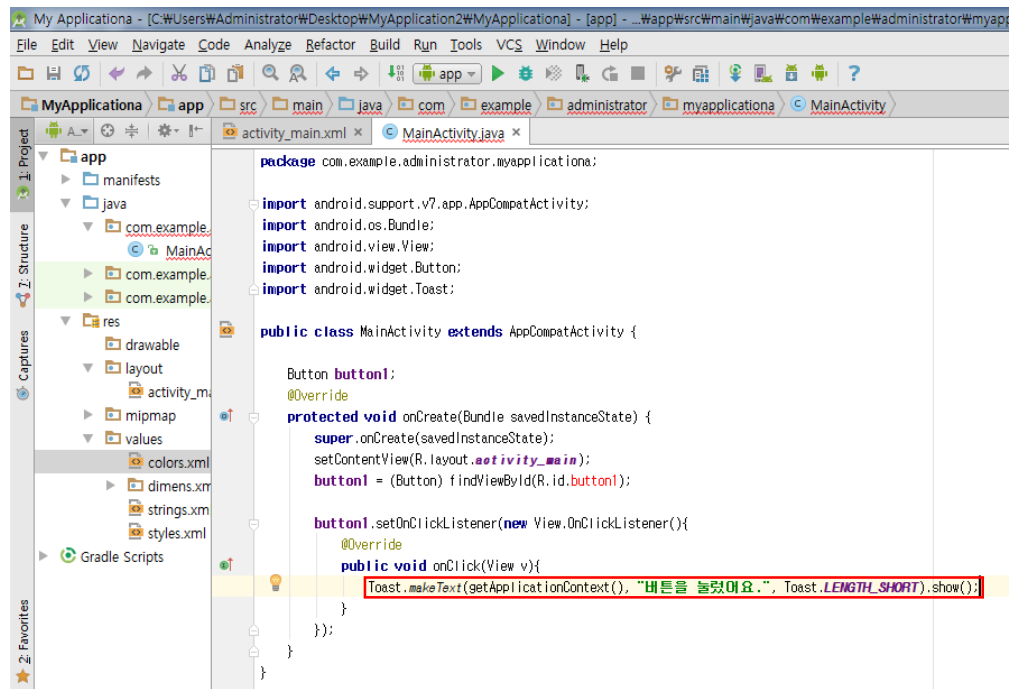 My Applicationa - [C:₩Users₩Administrator₩Desktop₩MyApplication2₩MyApplicationa] - [app] - ...₩app₩src₩main₩java₩com₩example₩administrator₩myapp
File Edit View Navigate Code Analyze Refactor Build Run Tools VCS Window Help
app
MyApplicationa app src main java com example administrator myapplicationa MainActivity
A.. activity_main.xml MainActivity.java
1: Project
7: Structure
Captures
2: Favorites
app
manifests
java
com.example.
MainAc
com.example.
com.example.
res
drawable
layout
activity_ma
mipmap
values
colors.xml
dimens.xm
strings.xm
styles.xml
Gradle Scripts
package com.example.administrator.myapplicationa;
import android.support.v7.app.AppCompatActivity;
import android.os.Bundle;
import android.view.View;
import android.widget.Button;
import android.widget.Toast;
public class MainActivity extends AppCompatActivity {
Button button1;
@Override
protected void onCreate(Bundle savedInstanceState) {
super.onCreate(savedInstanceState);
setContentView(R.layout.activity_main);
button1 = (Button) findViewById(R.id.button1);
button1.setOnClickListener(new View.OnClickListener(){
@Override
public void onClick(View v){
Toast.makeText(getApplicationContext(), "버튼을 눌렀어요.", Toast.LENGTH_SHORT).show();
}
});
}
}